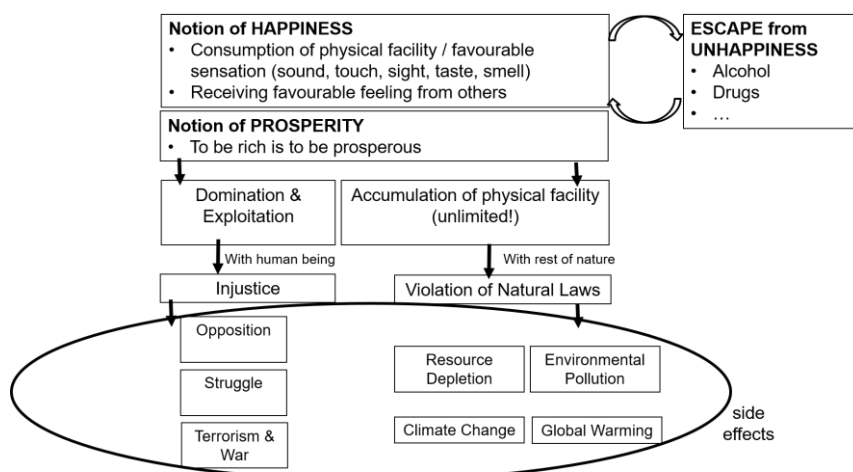 Notion of HAPPINESS
• Consumption of physical facility / favourable
sensation (sound, touch, sight, taste, smell)
• Receiving favourable feeling from others
ESCAPE from
UNHAPPINESS
• Alcohol
• Drugs
• …
Notion of PROSPERITY
• To be rich is to be prosperous
Domination &
Exploitation
Accumulation of physical facility
(unlimited!)
With human being
With rest of nature
Injustice
Violation of Natural Laws
Opposition
Struggle
Terrorism &
War
Resource
Depletion
Environmental
Pollution
Climate Change
Global Warming
side
effects